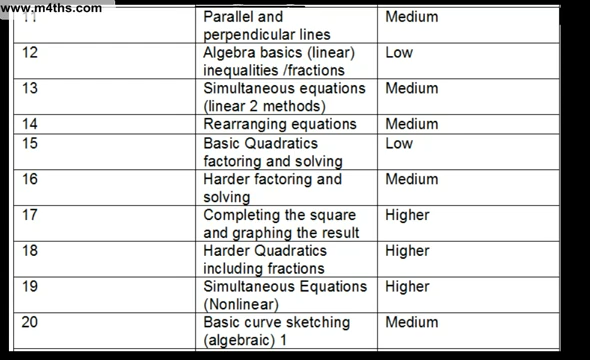 www.m4ths.com
11 Parallel and Medium
perpendicular lines
12 Algebra basics (linear) Low
inequalities /fractions
13 Simultaneous equations Medium
(linear 2 methods)
14 Rearranging equations Medium
15 Basic Quadratics Low
factoring and solving
16 Harder factoring and Medium
solving
17 Completing the square Higher
and graphing the result
18 Harder Quadratics Higher
including fractions
19 Simultaneous Equations Higher
(Nonlinear)
20 Basic curve sketching Medium
(algebraic) 1